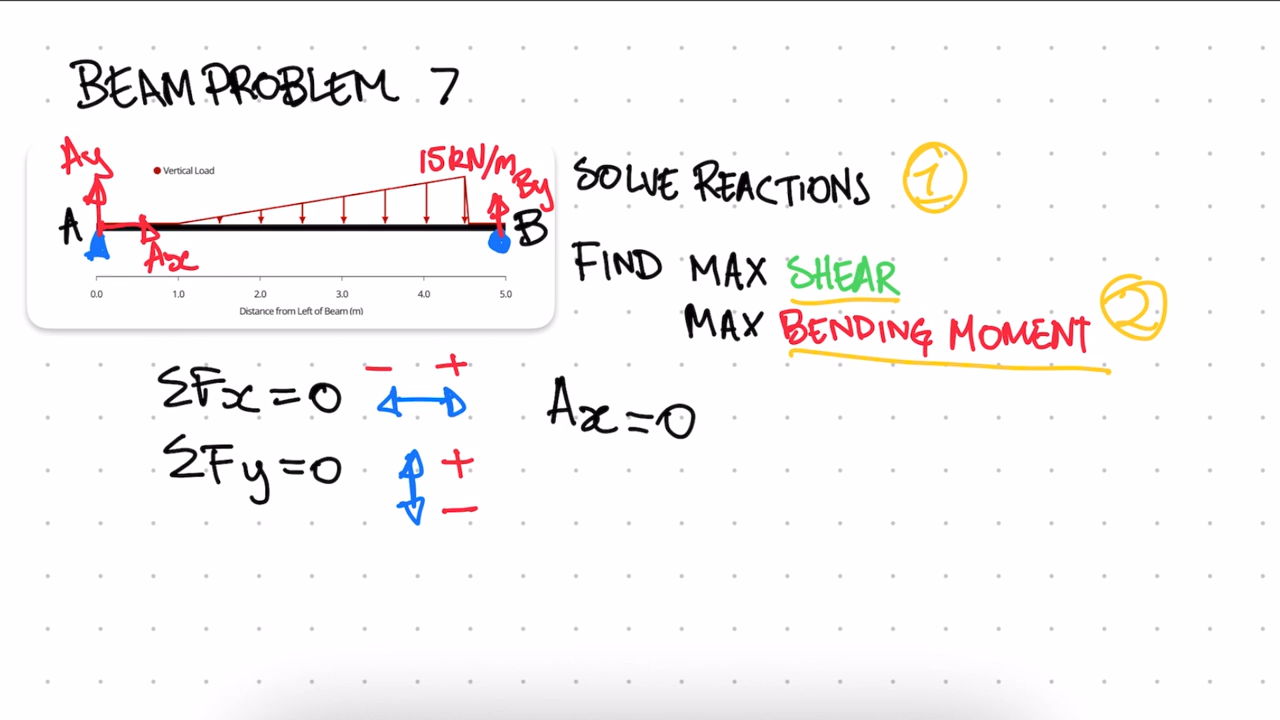 BEAM PROBLEM 7
Ay
Vertical Load
15kN/m
By
A
B
Ax
0.0 1.0 2.0 3.0 4.0 5.0
Distance from Left of Beam (m)
SOLVE REACTIONS 1
FIND MAX SHEAR
MAX BENDING MOMENT 2
ΣFx=0 - +
Ax=0
ΣFy=0 +
-